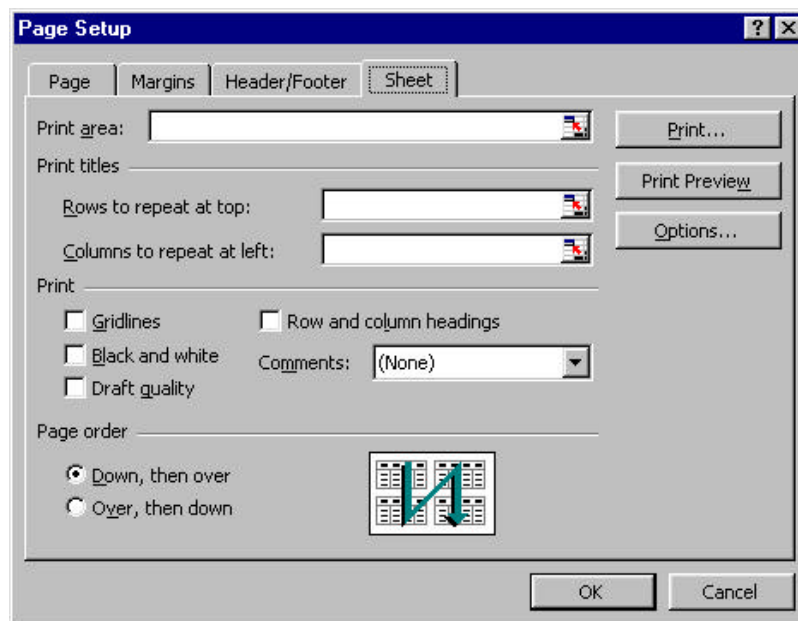 Page Setup
Page Margins Header/Footer Sheet
Print area:
Print...
Print titles
Print Preview
Rows to repeat at top:
Options...
Columns to repeat at left:
Print
Gridlines
Row and column headings
Black and white
Comments: (None)
Draft quality
Page order
Down, then over
Over, then down
OK Cancel